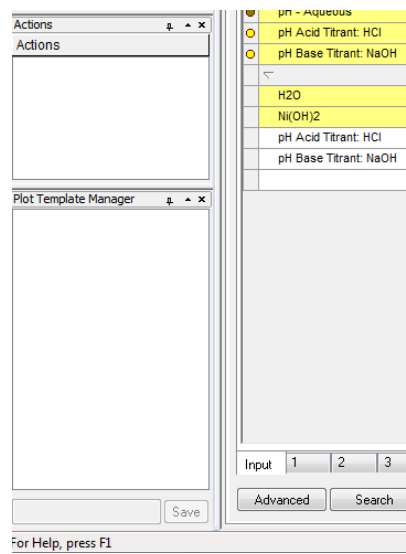 Actions
Actions
pH - Aqueous
pH Acid Titrant: HCl
pH Base Titrant: NaOH
H2O
Ni(OH)2
pH Acid Titrant: HCl
pH Base Titrant: NaOH
Plot Template Manager
Save
Input 1 2 3
Advanced Search
For Help, press F1